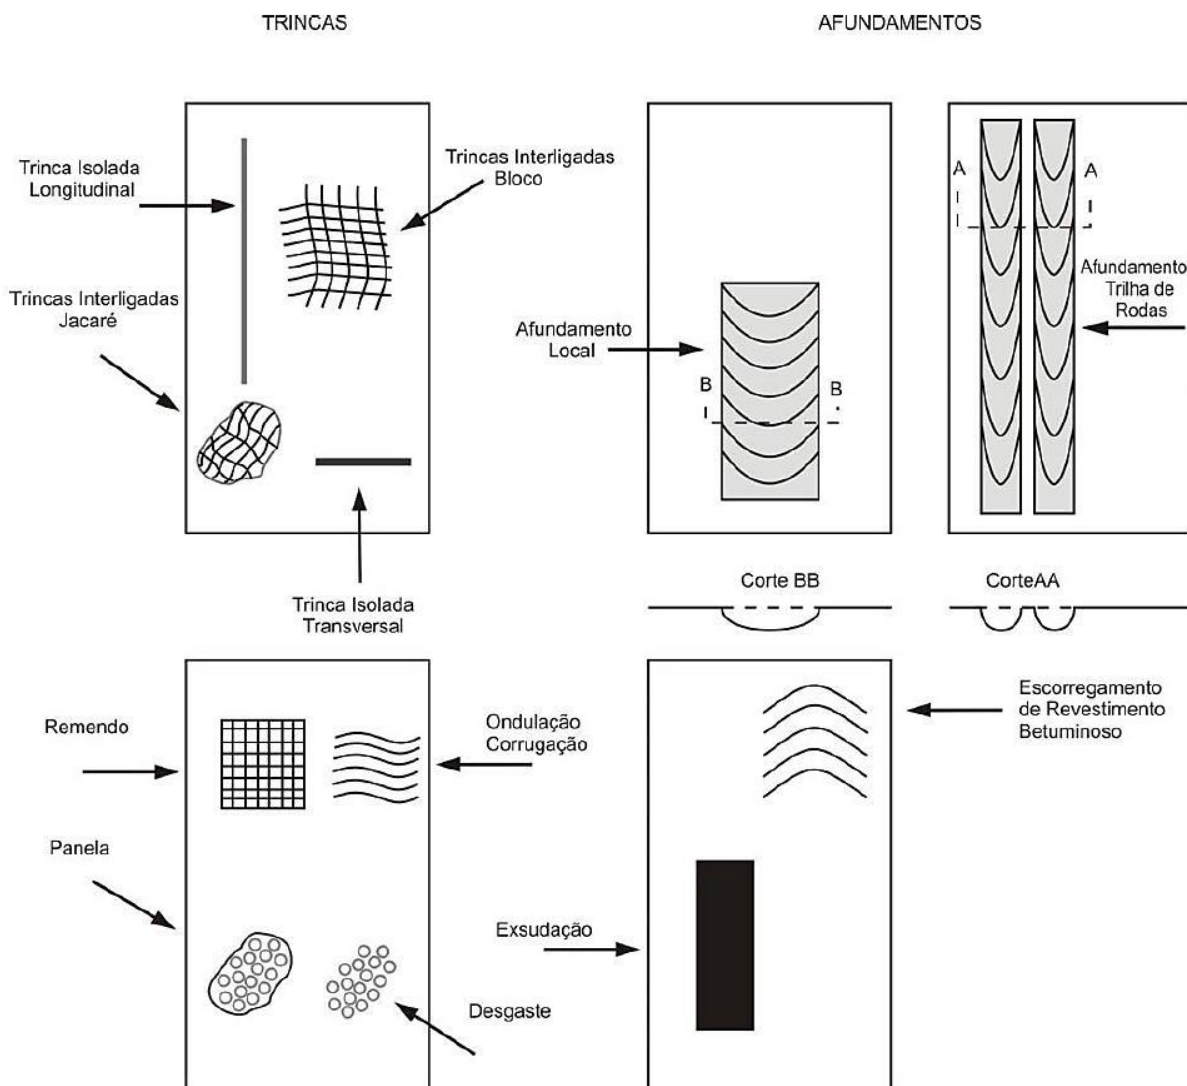 TRINCAS
AFUNDAMENTOS
Trinca Isolada
Longitudinal
Trincas Interligadas
Bloco
Trincas Interligadas
Jacaré
Trinca Isolada
Transversal
Afundamento
Local
B
B
A
A
Afundamento
Trilha de
Rodas
Corte BB
CorteAA
Remendo
Ondulação
Corrugação
Panela
Desgaste
Escorregamento
de Revestimento
Betuminoso
Exsudação